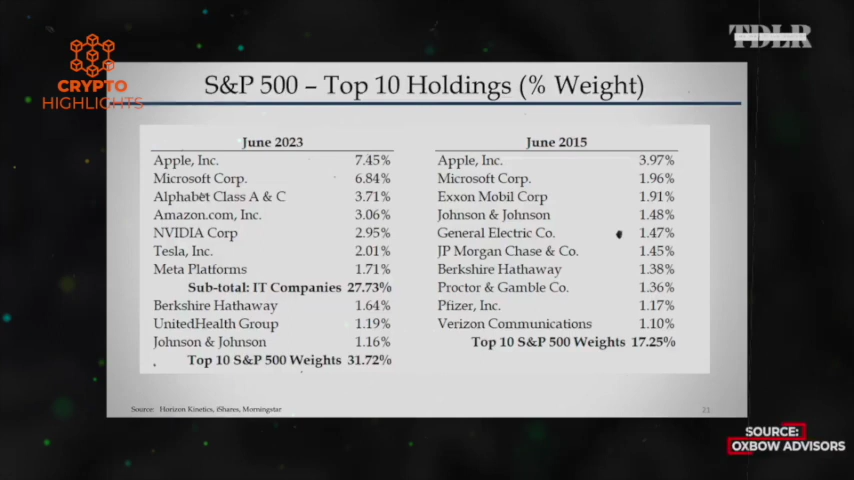 TDLR
CRYPTO
HIGHLIGHTS
S&P 500 – Top 10 Holdings (% Weight)
June 2023
Apple, Inc. 7.45%
Microsoft Corp. 6.84%
Alphabet Class A & C 3.71%
Amazon.com, Inc. 3.06%
NVIDIA Corp 2.95%
Tesla, Inc. 2.01%
Meta Platforms 1.71%
Sub-total: IT Companies 27.73%
Berkshire Hathaway 1.64%
UnitedHealth Group 1.19%
Johnson & Johnson 1.16%
Top 10 S&P 500 Weights 31.72%
June 2015
Apple, Inc. 3.97%
Microsoft Corp. 1.96%
Exxon Mobil Corp 1.91%
Johnson & Johnson 1.48%
General Electric Co. 1.47%
JP Morgan Chase & Co. 1.45%
Berkshire Hathaway 1.38%
Proctor & Gamble Co. 1.36%
Pfizer, Inc. 1.17%
Verizon Communications 1.10%
Top 10 S&P 500 Weights 17.25%
Source: Horizon Kinetics, iShares, Morningstar
21
SOURCE:
OXBOW ADVISORS